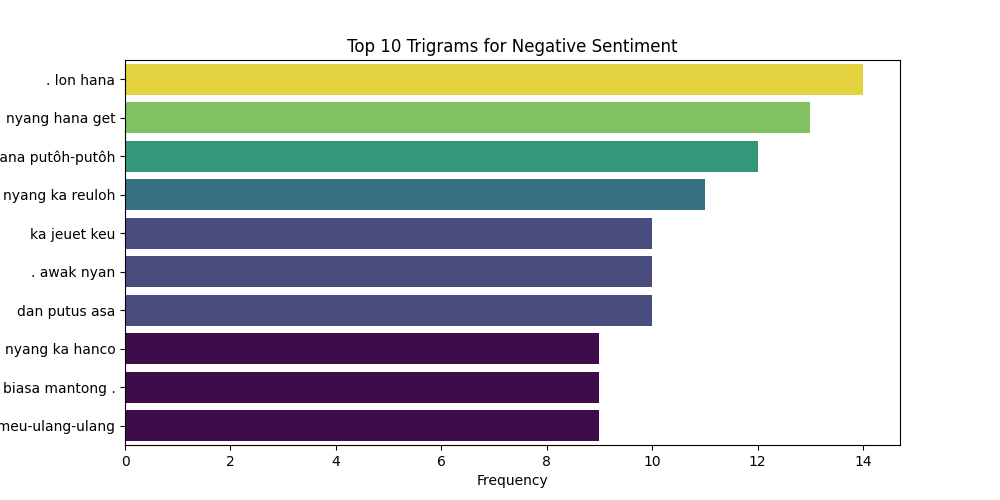 Top 10 Trigrams for Negative Sentiment
. lon hana
nyang hana get
ana putôh-putôh
nyang ka reuloh
ka jeuet keu
. awak nyan
dan putus asa
nyang ka hanco
biasa mantong .
meu-ulang-ulang
0 2 4 6 8 10 12 14
Frequency